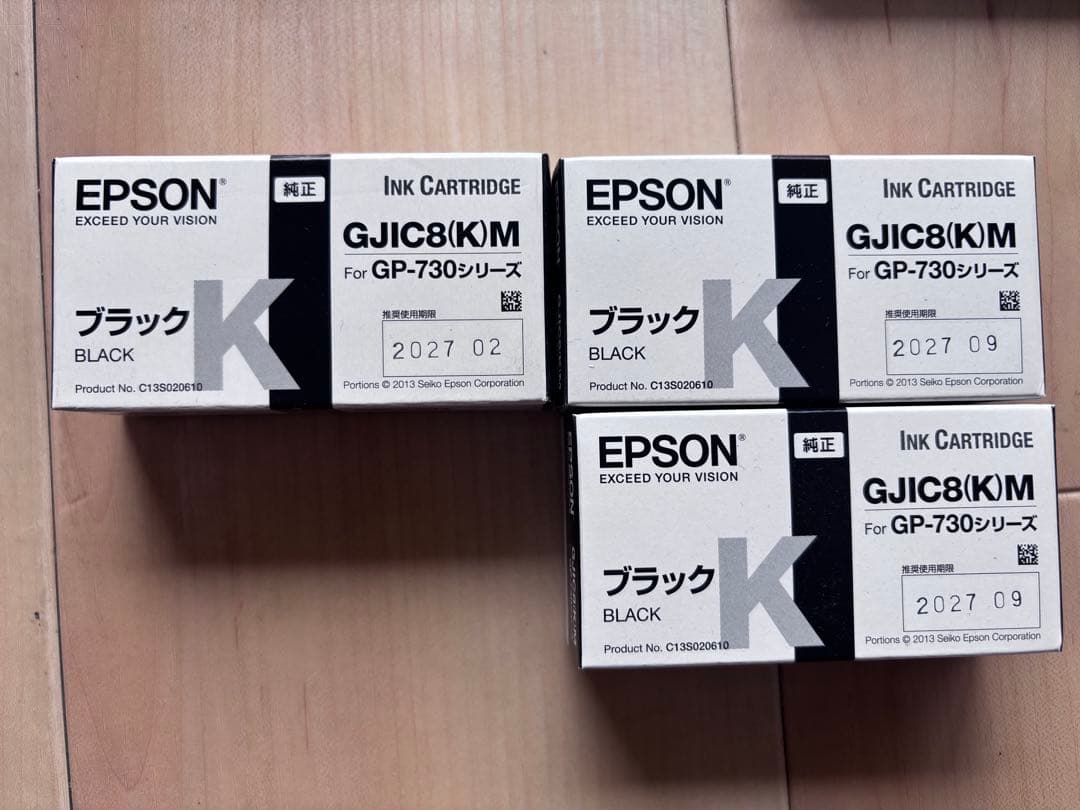 EPSON®
EXCEED YOUR VISION
純正
INK CARTRIDGE
GJIC8(K)M
For GP-730シリーズ
K
ブラック
BLACK
推奨使用期限
2027 02
Product No. C13S020610
Portions © 2013 Seiko Epson Corporation
EPSON®
EXCEED YOUR VISION
純正
INK CARTRIDGE
GJIC8(K)M
For GP-730シリーズ
K
ブラック
BLACK
推奨使用期限
2027 09
Product No. C13S020610
Portions © 2013 Seiko Epson Corporation
EPSON®
EXCEED YOUR VISION
純正
INK CARTRIDGE
GJIC8(K)M
For GP-730シリーズ
K
ブラック
BLACK
推奨使用期限
2027 09
Product No. C13S020610
Portions © 2013 Seiko Epson Corporation
EPSON
GJIC8(K)M